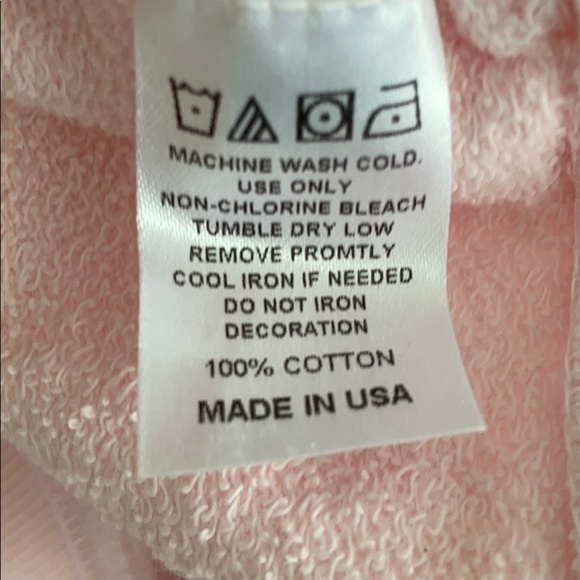 MACHINE WASH COLD.
USE ONLY
NON-CHLORINE BLEACH
TUMBLE DRY LOW
REMOVE PROMTLY
COOL IRON IF NEEDED
DO NOT IRON
DECORATION
100% COTTON
MADE IN USA